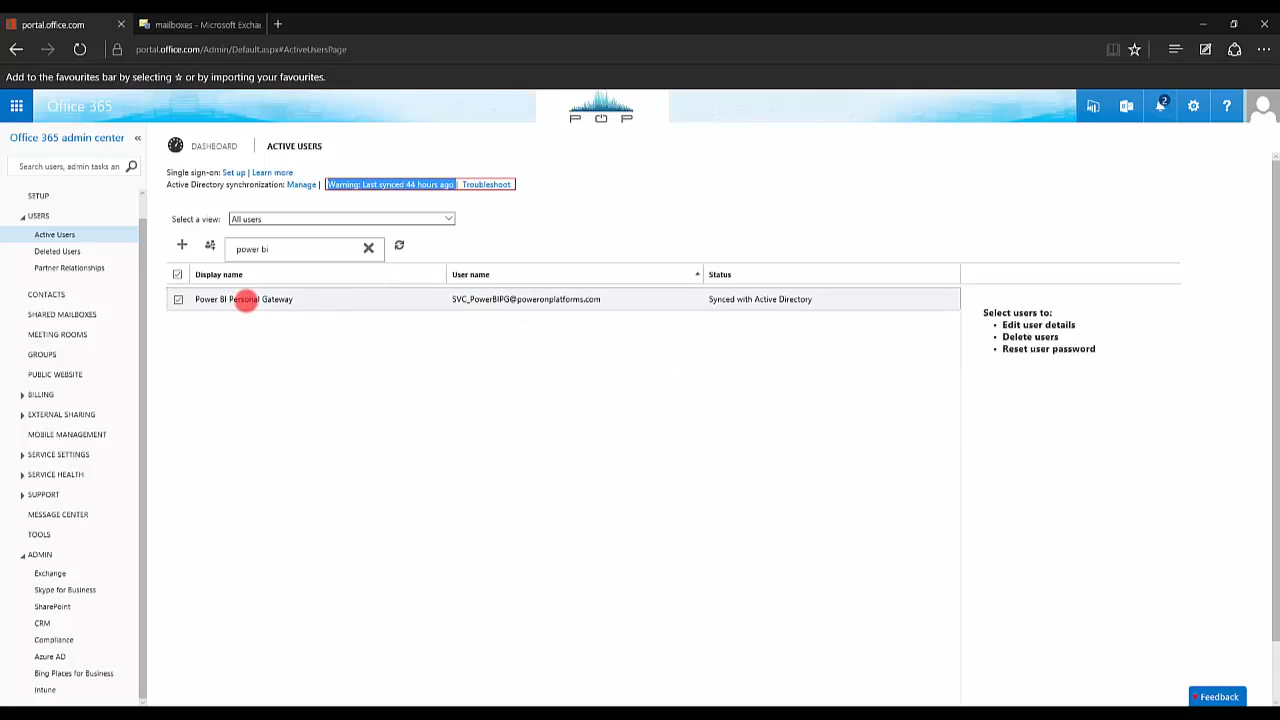 portal.office.com
mailboxes - Microsoft Exchar
portal.office.com/Admin/Default.aspx#ActiveUsersPage
Add to the favourites bar by selecting ☆ or by importing your favourites.
Office 365
P O P
2
?
Office 365 admin center «
Search users, admin tasks an
SETUP
USERS
Active Users
Deleted Users
Partner Relationships
CONTACTS
SHARED MAILBOXES
MEETING ROOMS
GROUPS
PUBLIC WEBSITE
BILLING
EXTERNAL SHARING
MOBILE MANAGEMENT
SERVICE SETTINGS
SERVICE HEALTH
SUPPORT
MESSAGE CENTER
TOOLS
ADMIN
Exchange
Skype for Business
SharePoint
CRM
Compliance
Azure AD
Bing Places for Business
Intune
DASHBOARD ACTIVE USERS
Single sign-on: Set up | Learn more
Active Directory synchronization: Manage | Warning: Last synced 44 hours ago | Troubleshoot
Select a view: All users
power bi
Display name User name Status
Power BI Personal Gateway SVC_PowerBIPG@poweronplatforms.com Synced with Active Directory
Select users to:
• Edit user details
• Delete users
• Reset user password
Feedback